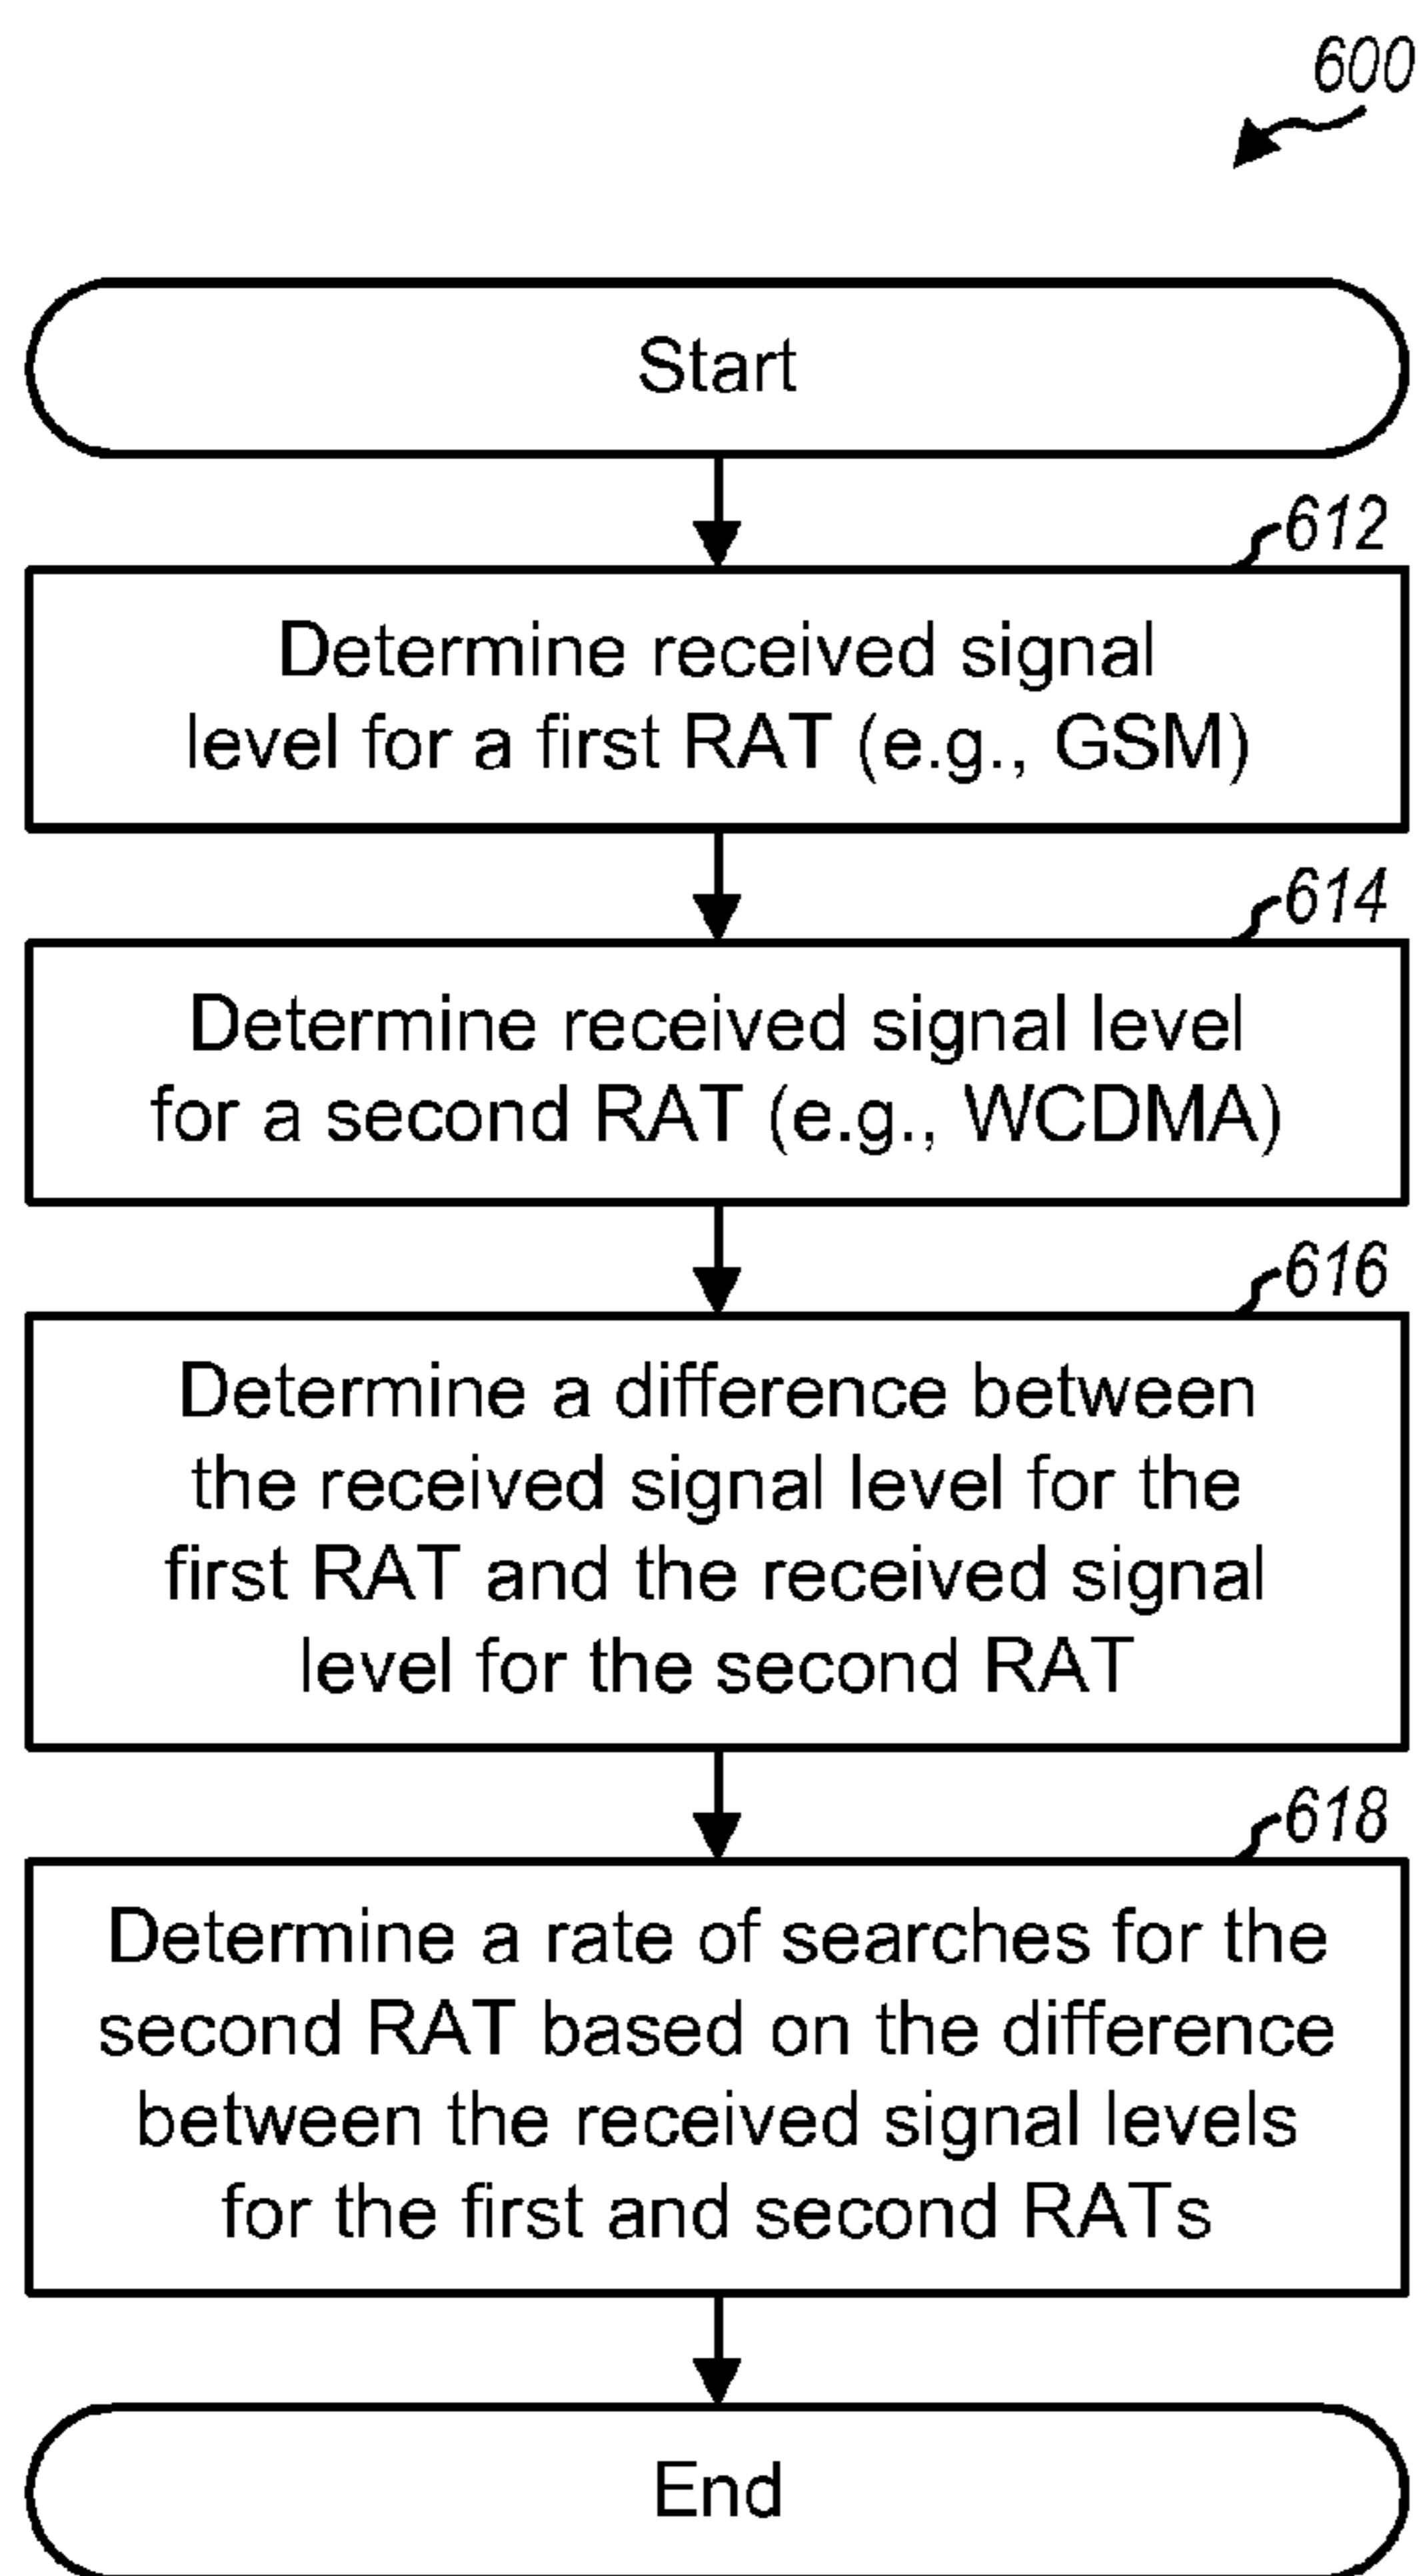 600
Start
612
Determine received signal
level for a first RAT (e.g., GSM)
614
Determine received signal level
for a second RAT (e.g., WCDMA)
616
Determine a difference between
the received signal level for the
first RAT and the received signal
level for the second RAT
618
Determine a rate of searches for the
second RAT based on the difference
between the received signal levels
for the first and second RATs
End